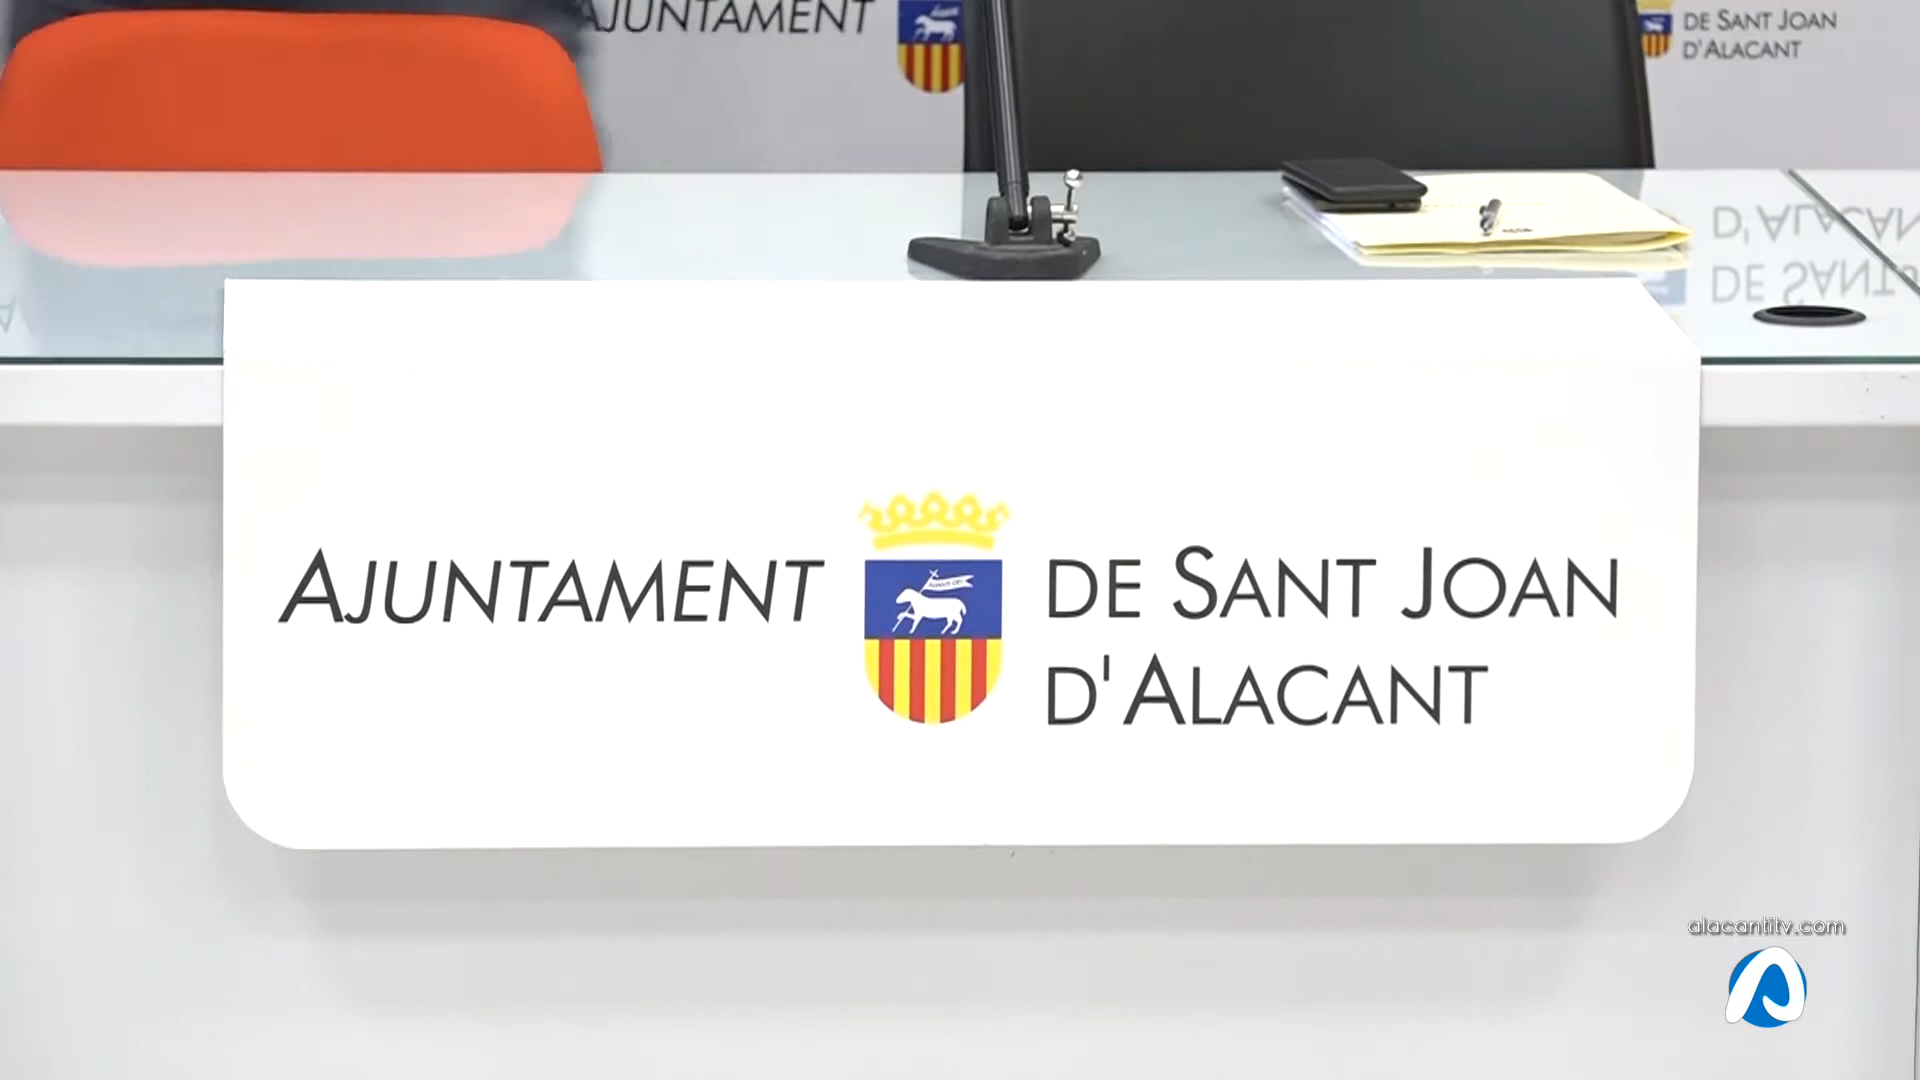 AJUNTAMENT
DE SANT JOAN
D'ALACANT
AJUNTAMENT
DE SANT JOAN
D'ALACANT
alacantitv.com